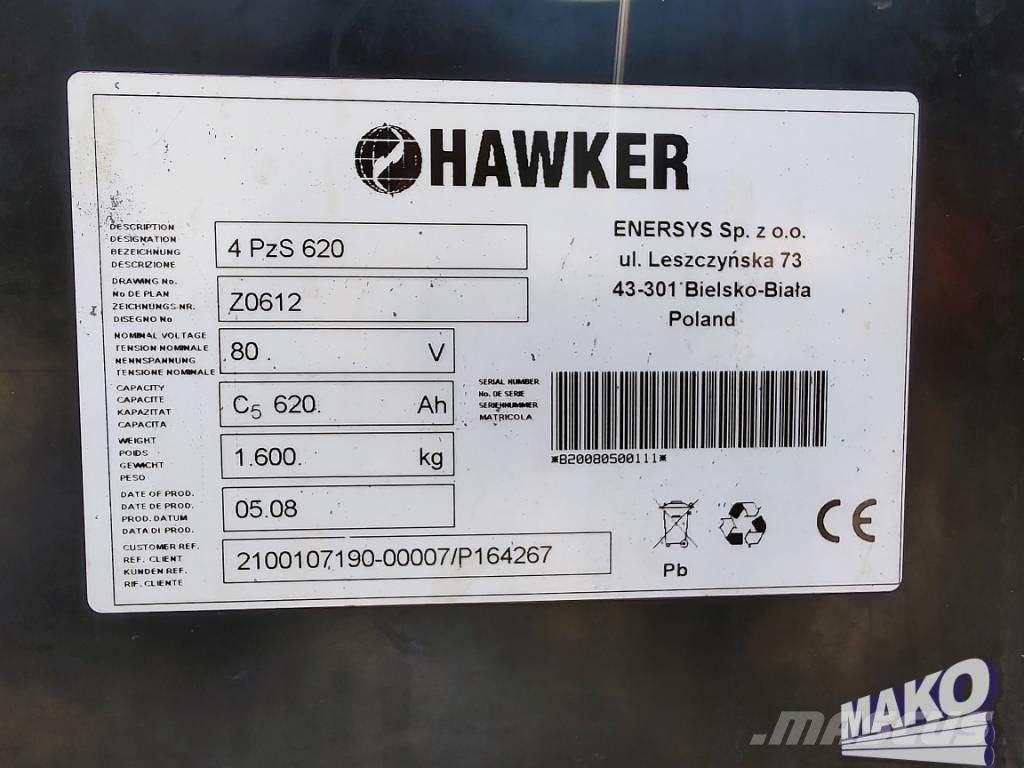 HAWKER
DESCRIPTION
DESIGNATION
BEZEICHNUNG
DESCRIZIONE
4 PzS 620
ENERSYS Sp. z o.o.
ul. Leszczyńska 73
43-301 Bielsko-Biała
Poland
DRAWING No.
No DE PLAN
ZEICHNUNGS-NR.
DISEGNO No
Z0612
NOMINAL VOLTAGE
TENSION NOMINALE
NENNSPANNUNG
TENSIONE NOMINALE
80 V
CAPACITY
CAPACITE
KAPAZITAT
CAPACITA
C5 620 Ah
SERIAL NUMBER
No. DE SERIE
SERIENNUMMER
MATRICOLA
*B20080500111*
WEIGHT
POIDS
GEWICHT
PESO
1.600 kg
DATE OF PROD.
DATE DE PROD.
PROD. DATUM
DATA DI PROD.
05.08
Pb
CE
CUSTOMER REF.
REF. CLIENT
KUNDEN REF.
RIF. CLIENTE
2100107190-00007/P164267
MAKO
MASCUS